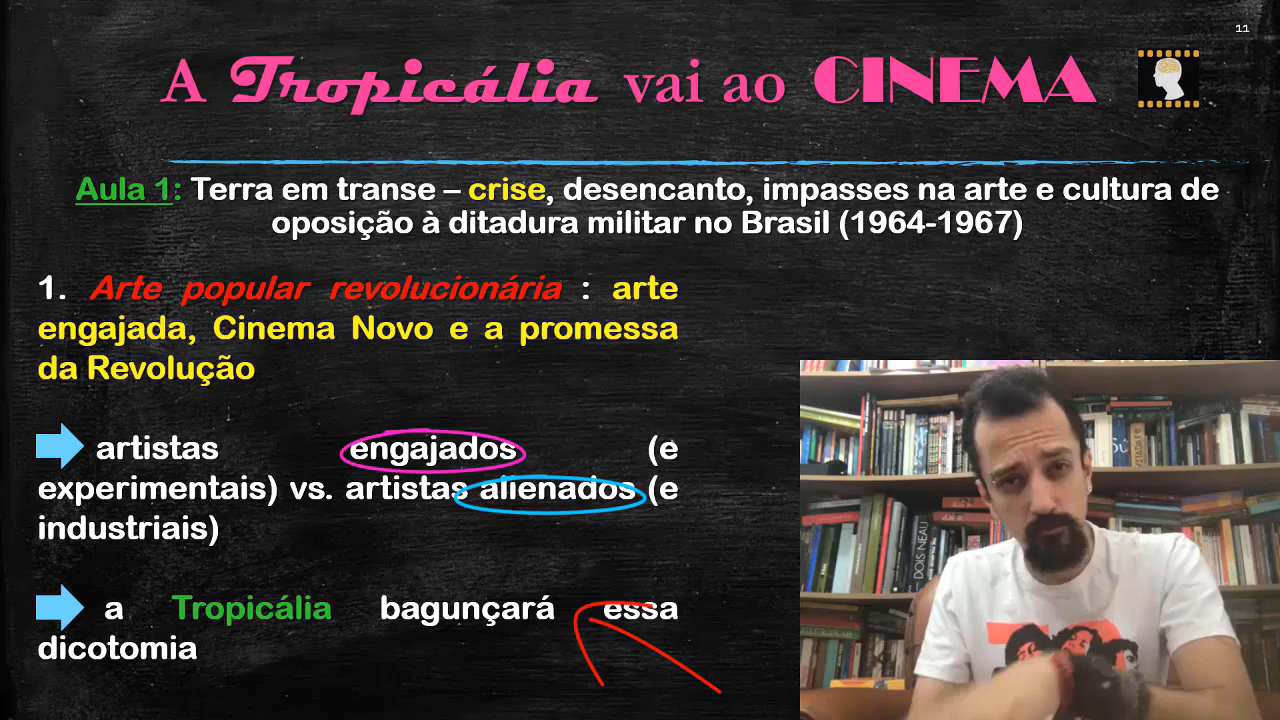 11
A Tropicália vai ao CINEMA
Aula 1: Terra em transe – crise, desencanto, impasses na arte e cultura de
oposição à ditadura militar no Brasil (1964-1967)
1. Arte popular revolucionária : arte
engajada, Cinema Novo e a promessa
da Revolução
artistas engajados (e
experimentais) vs. artistas alienados (e
industriais)
a Tropicália bagunçará essa
dicotomia
DOIS NEAU